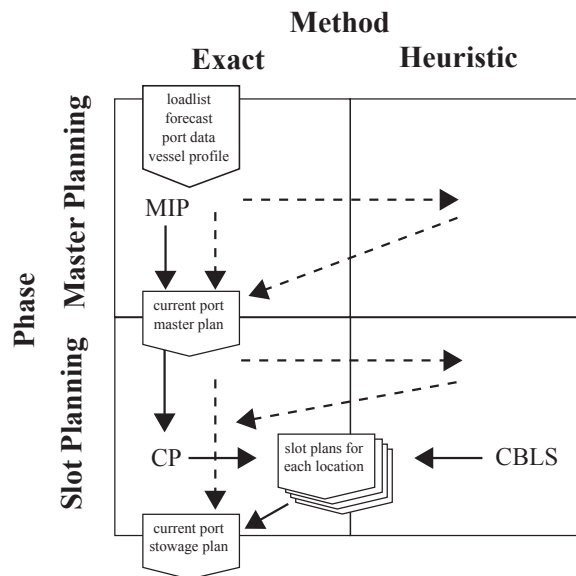 Method
Exact
Heuristic
Phase
Master Planning
loadlist
forecast
port data
vessel profile
MIP
current port
master plan
Slot Planning
CP
slot plans for
each location
CBLS
current port
stowage plan